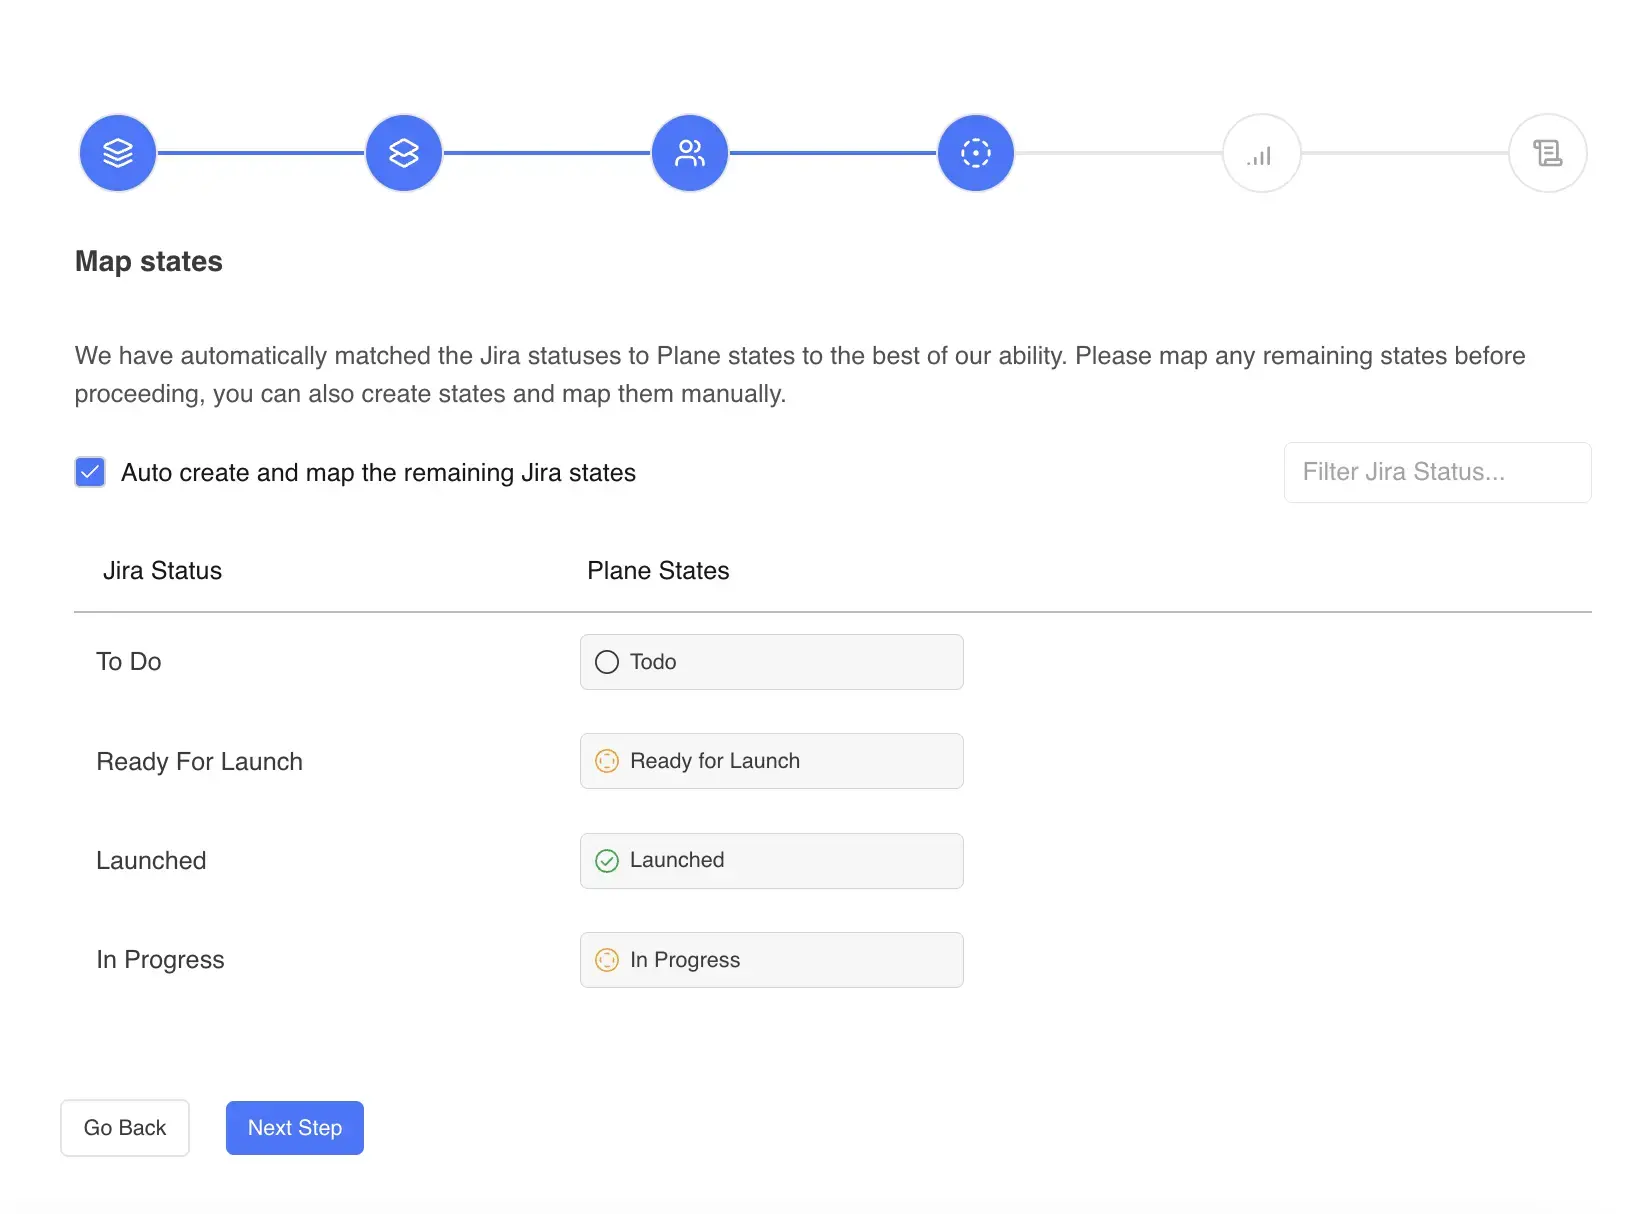 Map states
We have automatically matched the Jira statuses to Plane states to the best of our ability. Please map any remaining states before
proceeding, you can also create states and map them manually.
Auto create and map the remaining Jira states
Filter Jira Status...
Jira Status
Plane States
To Do
Todo
Ready For Launch
Ready for Launch
Launched
Launched
In Progress
In Progress
Go Back
Next Step